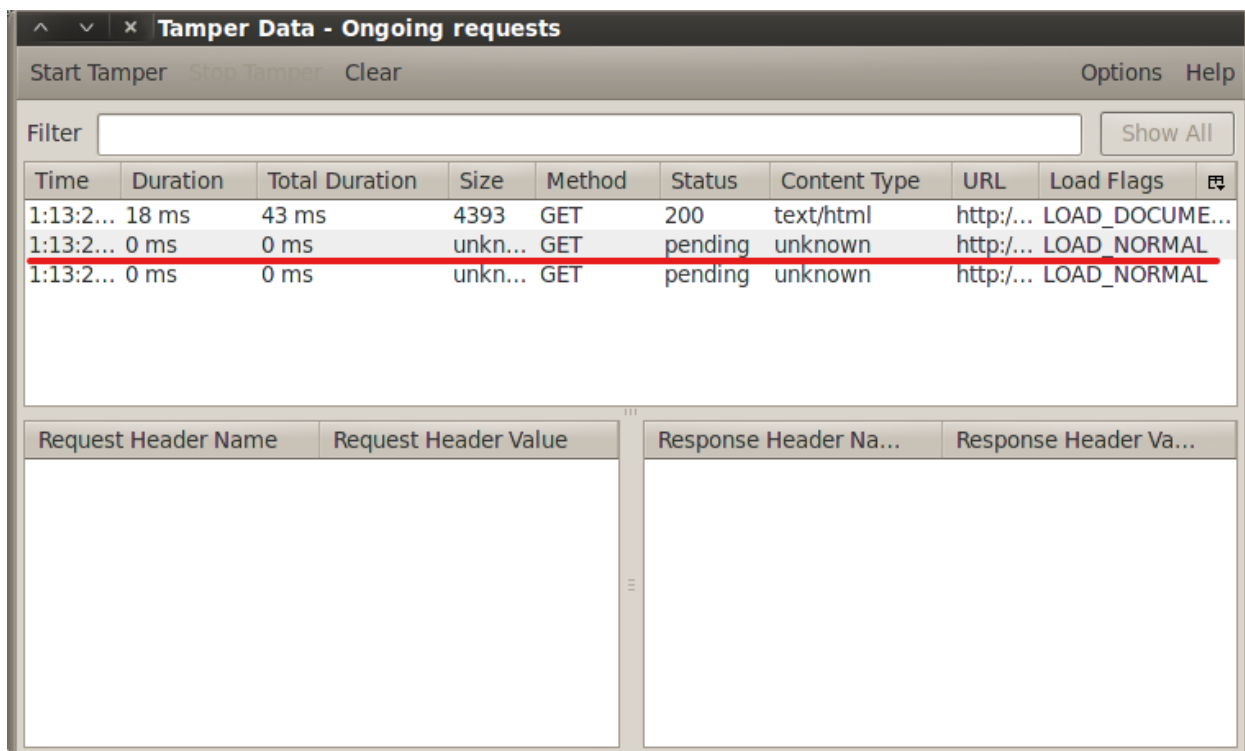 Tamper Data - Ongoing requests
Start Tamper Stop Tamper Clear Options Help
Filter Show All
Time Duration Total Duration Size Method Status Content Type URL Load Flags
1:13:2... 18 ms 43 ms 4393 GET 200 text/html http:/... LOAD_DOCUME...
1:13:2... 0 ms 0 ms unkn... GET pending unknown http:/... LOAD_NORMAL
1:13:2... 0 ms 0 ms unkn... GET pending unknown http:/... LOAD_NORMAL
Request Header Name Request Header Value Response Header Na... Response Header Va...